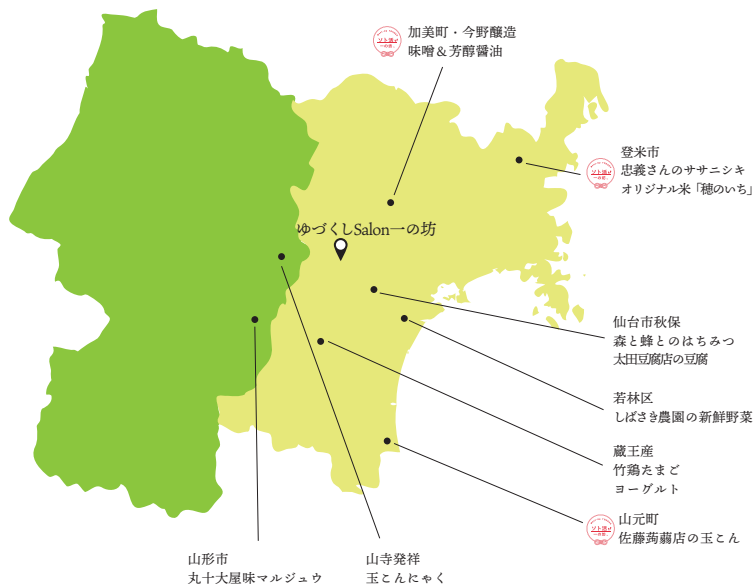 加美町・今野醸造
味噌&芳醇醤油
登米市
忠義さんのササニシキ
オリジナル米「穂のいち」
ゆづくしSalon一の坊
仙台市秋保
森と蜂とのはちみつ
太田豆腐店の豆腐
若林区
しばさき農園の新鮮野菜
蔵王産
竹鶏たまご
ヨーグルト
山元町
佐藤蒟蒻店の玉こん
山形市
丸十大屋味マルジュウ
山寺発祥
玉こんにゃく